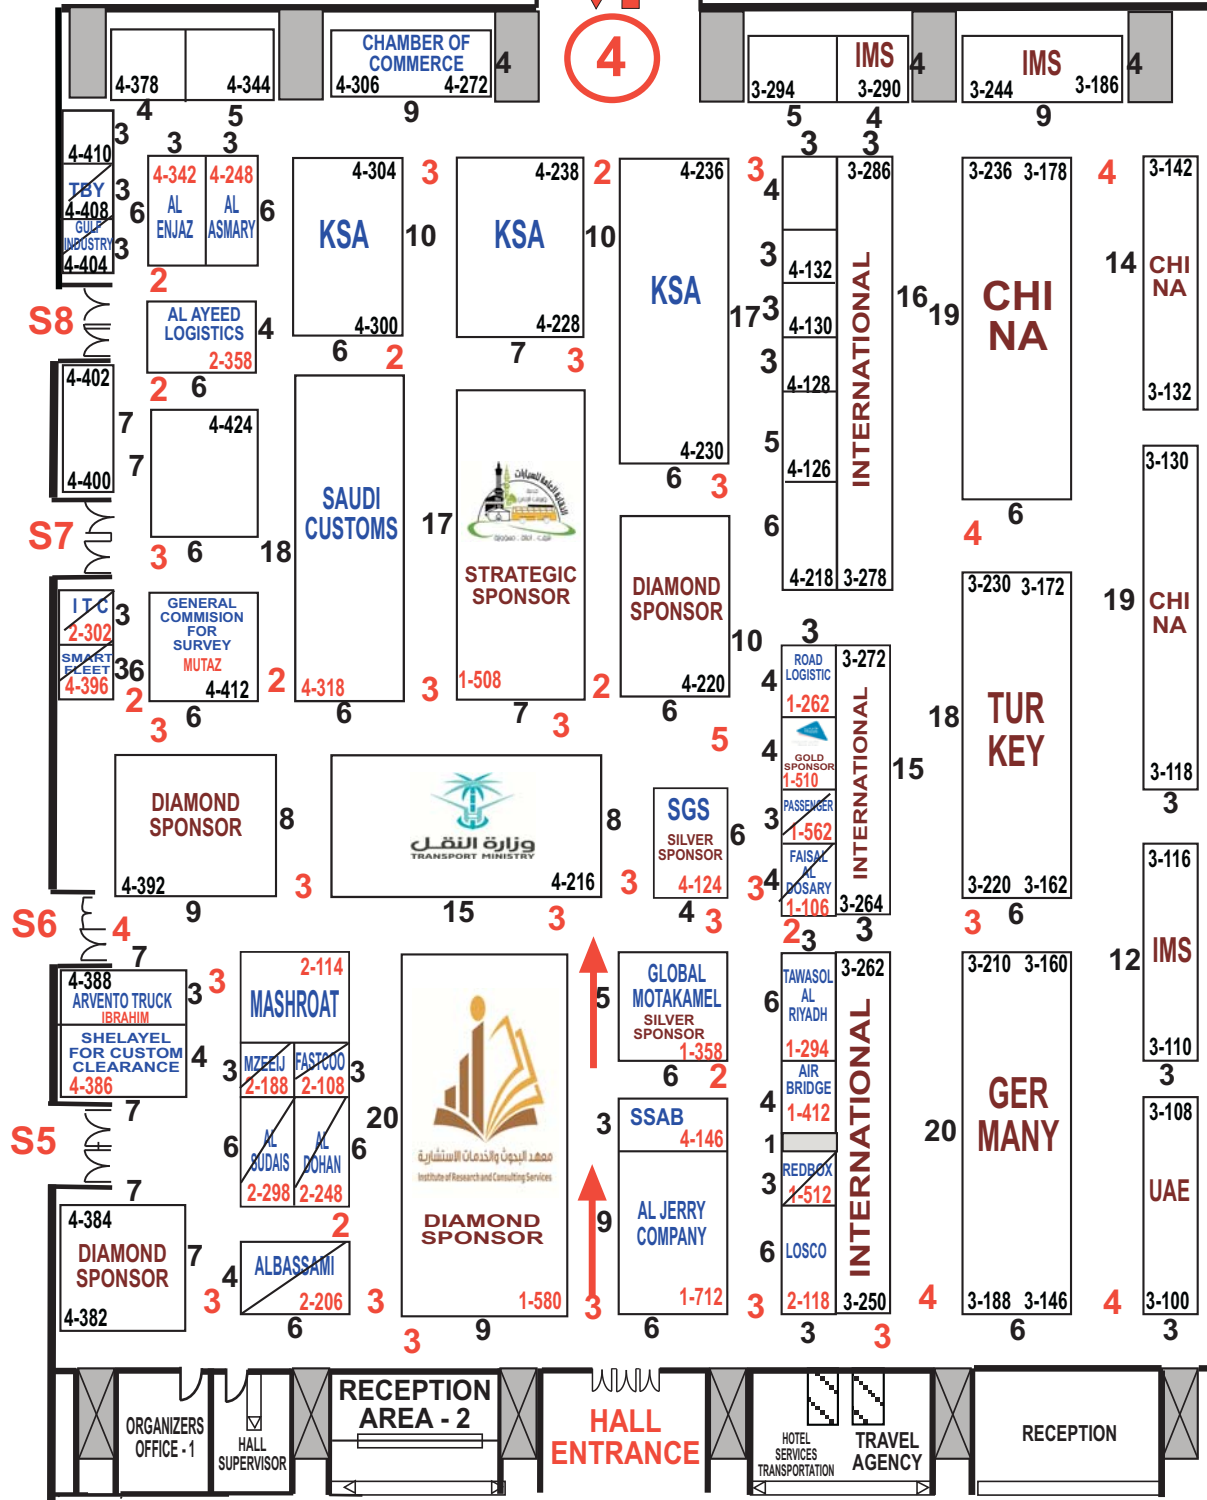 4
CHAMBER OF
COMMERCE
4
4-378
4-344
4-306
4-272
4
5
9
IMS
4
3-294
3-290
5
4
IMS
4
3-244
3-186
9
3
4-410
TBY
3
4-408
GULF
INDUSTRY
3
4-404
3
3
4-342
4-248
AL
ENJAZ
AL
ASMARY
6
6
2
4-304
KSA
10
4-300
6
2
3
4-238
KSA
10
4-228
7
3
2
4-236
KSA
17
4-230
6
3
3
3
3
4
3
4-132
3
4-130
3
4-128
5
4-126
6
4-218
3-286
INTERNATIONAL
16
3-278
3-236 3-178
CHI
NA
19
6
4
4
3-142
14
CHI
NA
3-132
S8
AL AYEED
LOGISTICS
4
2-358
2
6
4-402
7
4-400
4-424
7
3
6
S7
SAUDI
CUSTOMS
18
4-318
6
17
STRATEGIC
SPONSOR
1-508
7
3
3
2
DIAMOND
SPONSOR
10
4-220
6
5
3-130
19
CHI
NA
3-118
3
ITC
3
2-302
SMART
FLEET
3
4-396
2
GENERAL
COMMISION
FOR
SURVEY
MUTAZ
6
4-412
2
3
6
3
ROAD
LOGISTIC
4
1-262
4
GOLD
SPONSOR
1-510
PASSENGER
3
1-562
FAISAL
AL
DOSARY
4
1-106
3
2
3-272
INTERNATIONAL
15
3-264
3
3-230 3-172
TUR
KEY
18
3-220 3-162
3
6
DIAMOND
SPONSOR
8
4-392
9
3
وزارة النقـل
TRANSPORT MINISTRY
8
4-216
15
3
3
SGS
SILVER
SPONSOR
6
4-124
4
3
3-116
12
IMS
3-110
3
S6
4
7
4-388
ARVENTO TRUCK
IBRAHIM
3
3
SHELAYEL
FOR CUSTOM
CLEARANCE
4
4-386
7
2-114
MASHROAT
MZEEIJ
FASTCOO
3
3
2-188
2-108
AL
SUDAIS
AL
DOHAN
6
6
2-298
2-248
2
20
معهد البحوث والخدمات الاستشارية
Institute of Research and Consulting Services
DIAMOND
SPONSOR
1-580
9
3
GLOBAL
MOTAKAMEL
SILVER
SPONSOR
5
1-358
6
2
SSAB
3
4-146
AL JERRY
COMPANY
9
1-712
3
6
3
3
TAWASOL
AL
RIYADH
6
1-294
AIR
BRIDGE
4
1-412
1
REDBOX
3
1-512
LOSCO
6
2-118
3
3-262
INTERNATIONAL
3-250
3
4
3-210 3-160
GER
MANY
20
3-188 3-146
6
4
3-108
UAE
3-100
3
S5
7
4-384
DIAMOND
SPONSOR
7
4-382
3
ALBASSAMI
4
2-206
6
3
ORGANIZERS
OFFICE - 1
HALL
SUPERVISOR
RECEPTION
AREA - 2
HALL
ENTRANCE
HOTEL
SERVICES
TRANSPORTATION
TRAVEL
AGENCY
RECEPTION